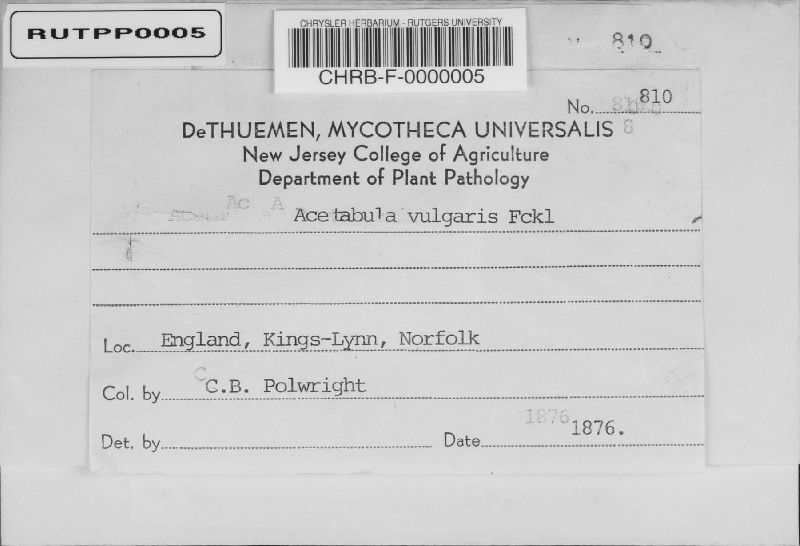 RUTPP0005
CHRYSLER HERBARIUM - RUTGERS UNIVERSITY
CHRB-F-0000005
810
No. 810
DeTHUEMEN, MYCOTHECA UNIVERSALIS 8
New Jersey College of Agriculture
Department of Plant Pathology
Ac A
Acetabula vulgaris Fckl
Loc. England, Kings-Lynn, Norfolk
Col. by C C.B. Polwright
Det. by Date 1876 1876.